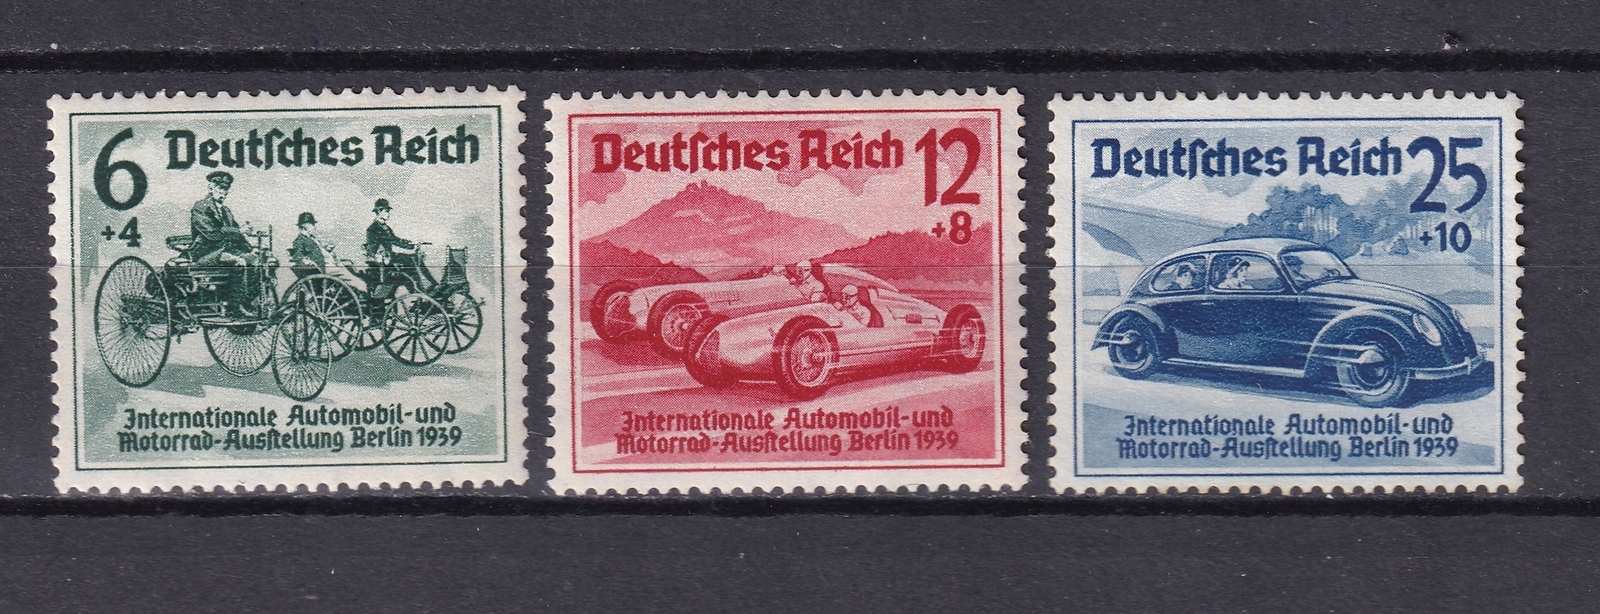 6 Deutsches Reich
+4
Internationale Automobil-und
Motorrad-Ausstellung Berlin 1939
Deutsches Reich 12
+8
Internationale Automobil-und
Motorrad-Ausstellung Berlin 1939
Deutsches Reich 25
+10
Internationale Automobil-und
Motorrad-Ausstellung Berlin 1939